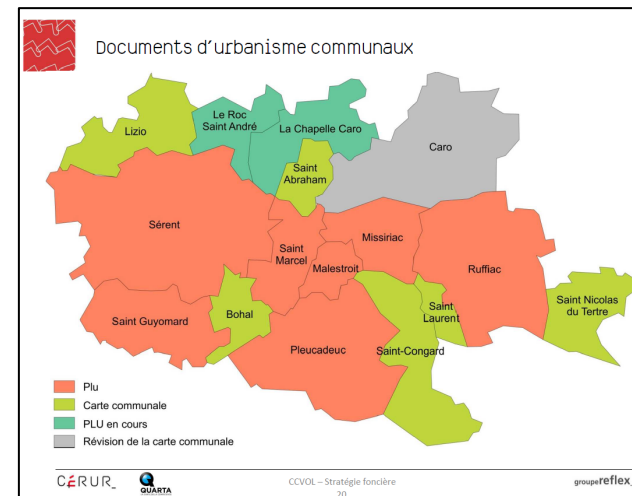 Documents d'urbanisme communaux
Lizio
Le Roc
Saint André
La Chapelle Caro
Caro
Saint
Abraham
Sérent
Saint
Marcel
Missiriac
Malestroit
Ruffiac
Saint Guyomard
Bohal
Saint
Laurent
Saint Nicolas
du Tertre
Pleucadeuc
Saint-Congard
Plu
Carte communale
PLU en cours
Révision de la carte communale
CÉRUR_
QUARTA
CCVOL – Stratégie foncière
20
groupereflex_